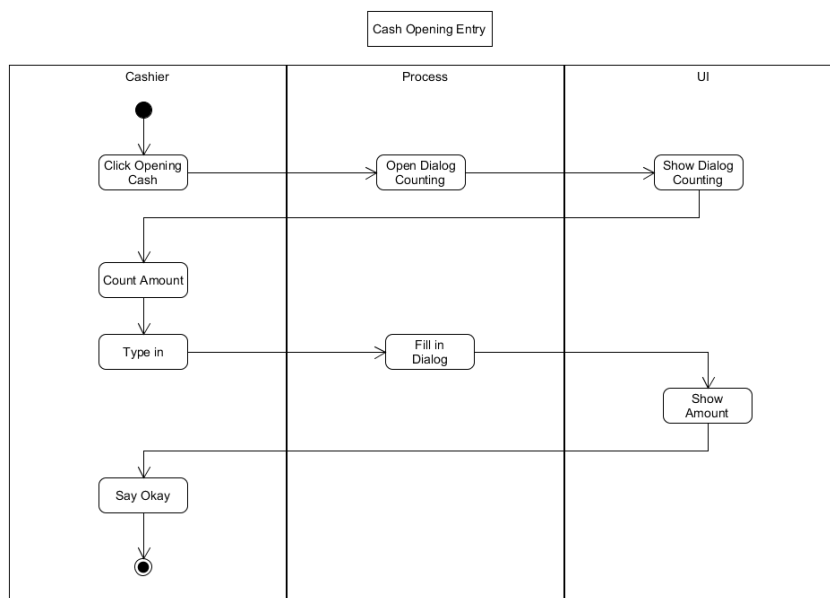 Cash Opening Entry
Cashier
Process
UI
Click Opening
Cash
Open Dialog
Counting
Show Dialog
Counting
Count Amount
Type in
Fill in
Dialog
Show
Amount
Say Okay